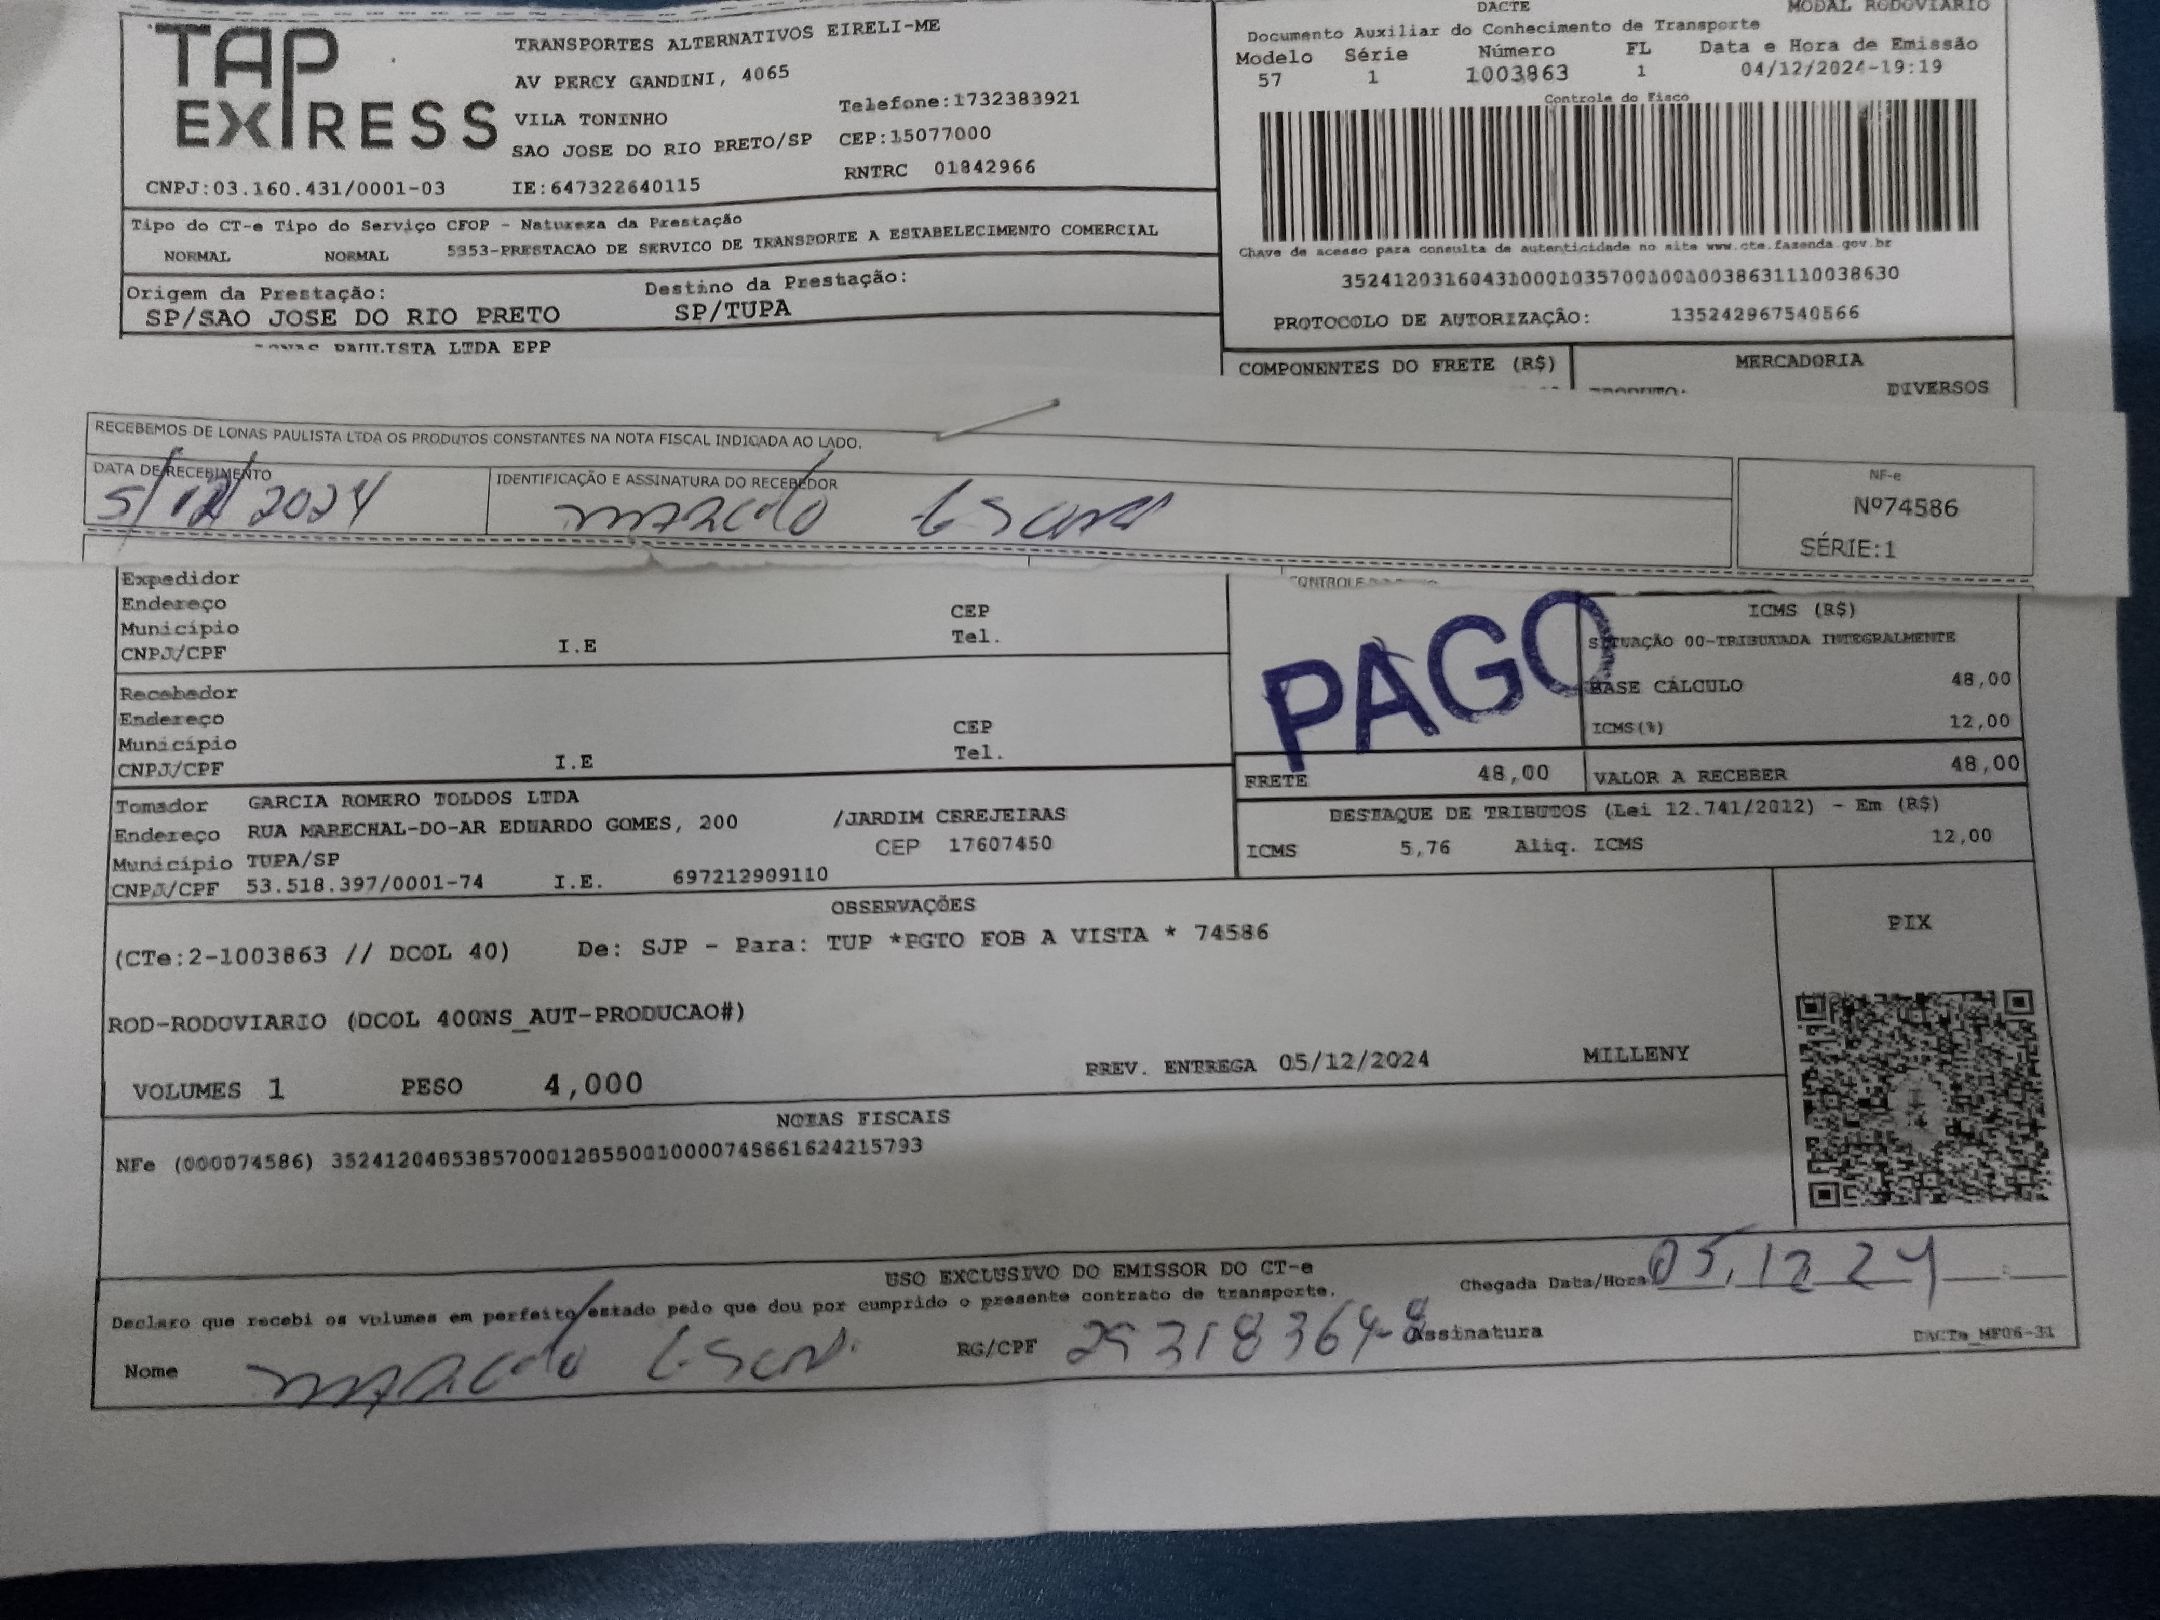 TAP EXPRESS
TRANSPORTES ALTERNATIVOS EIRELI-ME
AV PERCY GANDINI, 4065
VILA TONINHO
Telefone:1732383921
SAO JOSE DO RIO PRETO/SP CEP:15077000
CNPJ:03.160.431/0001-03 IE:647322640115 RNTRC 01842966
DACTE MODAL RODOVIARIO
Documento Auxiliar do Conhecimento de Transporte
Modelo Série Número FL Data e Hora de Emissão
57 1 1003863 1 04/12/2024-19:19
Controle do Fisco
Chave de acesso para consulta de autenticidade no site www.cte.fazenda.gov.br
35241203160431000103570010010038631110038630
PROTOCOLO DE AUTORIZAÇÃO: 135242967540566
Tipo do CT-e Tipo do Serviço CFOP - Natureza da Prestação
NORMAL NORMAL 5353-PRESTACAO DE SERVICO DE TRANSPORTE A ESTABELECIMENTO COMERCIAL
Origem da Prestação: Destino da Prestação:
SP/SAO JOSE DO RIO PRETO SP/TUPA
PAULISTA LTDA EPP
COMPONENTES DO FRETE (R$) MERCADORIA
PRODUTO: DIVERSOS
RECEBEMOS DE LONAS PAULISTA LTDA OS PRODUTOS CONSTANTES NA NOTA FISCAL INDICADA AO LADO.
DATA DE RECEBIMENTO IDENTIFICAÇÃO E ASSINATURA DO RECEBEDOR
5/12/2024
NF-e
Nº74586
SÉRIE:1
Expedidor
Endereço CEP
Município Tel.
CNPJ/CPF I.E
Recebedor
Endereço CEP
Município Tel.
CNPJ/CPF I.E
PAGO
ICMS (R$)
SITUAÇÃO 00-TRIBUTADA INTEGRALMENTE
BASE CÁLCULO 48,00
ICMS(%) 12,00
FRETE 48,00 VALOR A RECEBER 48,00
Tomador GARCIA ROMERO TOLDOS LTDA
Endereço RUA MARECHAL-DO-AR EDUARDO GOMES, 200 /JARDIM CEREJEIRAS
Município TUPA/SP CEP 17607450
CNPJ/CPF 53.518.397/0001-74 I.E. 697212909110
DESTAQUE DE TRIBUTOS (Lei 12.741/2012) - Em (R$)
ICMS 5,76 Aliq. ICMS 12,00
OBSERVAÇÕES
(CTe:2-1003863 // DCOL 40) De: SJP - Para: TUP *PGTO FOB A VISTA * 74586
ROD-RODOVIARIO (DCOL 400NS_AUT-PRODUCAO#)
VOLUMES 1 PESO 4,000 PREV. ENTREGA 05/12/2024 MILLENY
PIX
NOTAS FISCAIS
NFe (000074586)
USO EXCLUSIVO DO EMISSOR DO CT-e
Chegada Data/Hora 05,12 24
Declaro que recebi os volumes em perfeito estado pelo que dou por cumprido o presente contrato de transporte.
Nome RG/CPF 29318364-8 Assinatura
DACTe_MF06-31